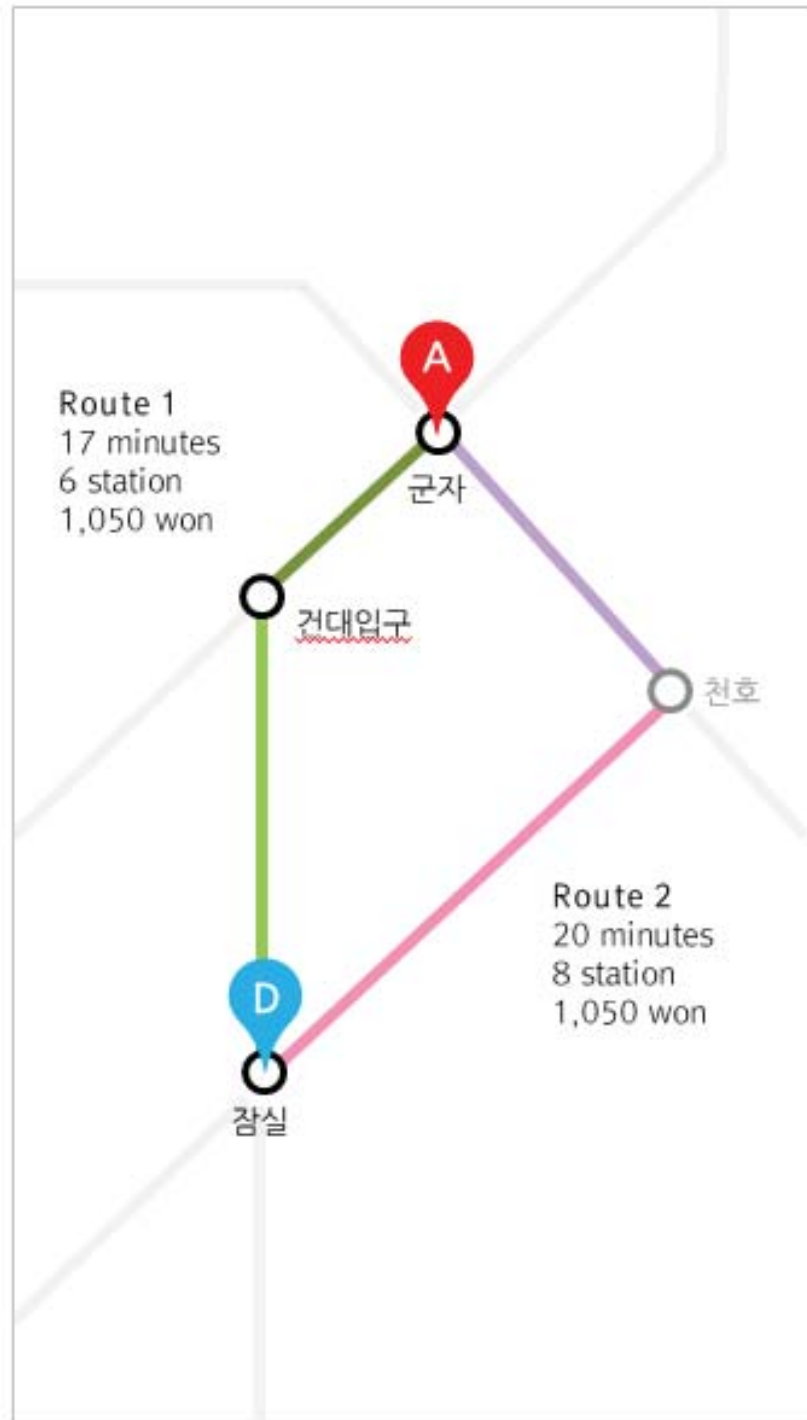 A
Route 1
17 minutes
6 station
1,050 won
군자
건대입구
천호
Route 2
20 minutes
8 station
1,050 won
D
잠실